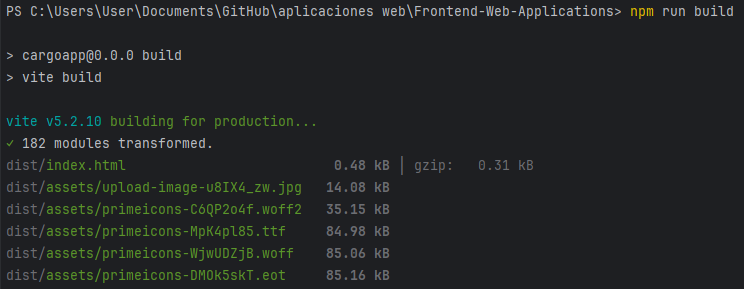 PS C:\Users\User\Documents\GitHub\aplicaciones web\Frontend-Web-Applications> npm run build
> cargoapp@0.0.0 build
> vite build
vite v5.2.10 building for production...
✓ 182 modules transformed.
dist/index.html 0.48 kB │ gzip: 0.31 kB
dist/assets/upload-image-u8IX4_zw.jpg 14.08 kB
dist/assets/primeicons-C6QP2o4f.woff2 35.15 kB
dist/assets/primeicons-MpK4pl85.ttf 84.98 kB
dist/assets/primeicons-WjwUDZjB.woff 85.06 kB
dist/assets/primeicons-DMOk5skT.eot 85.16 kB